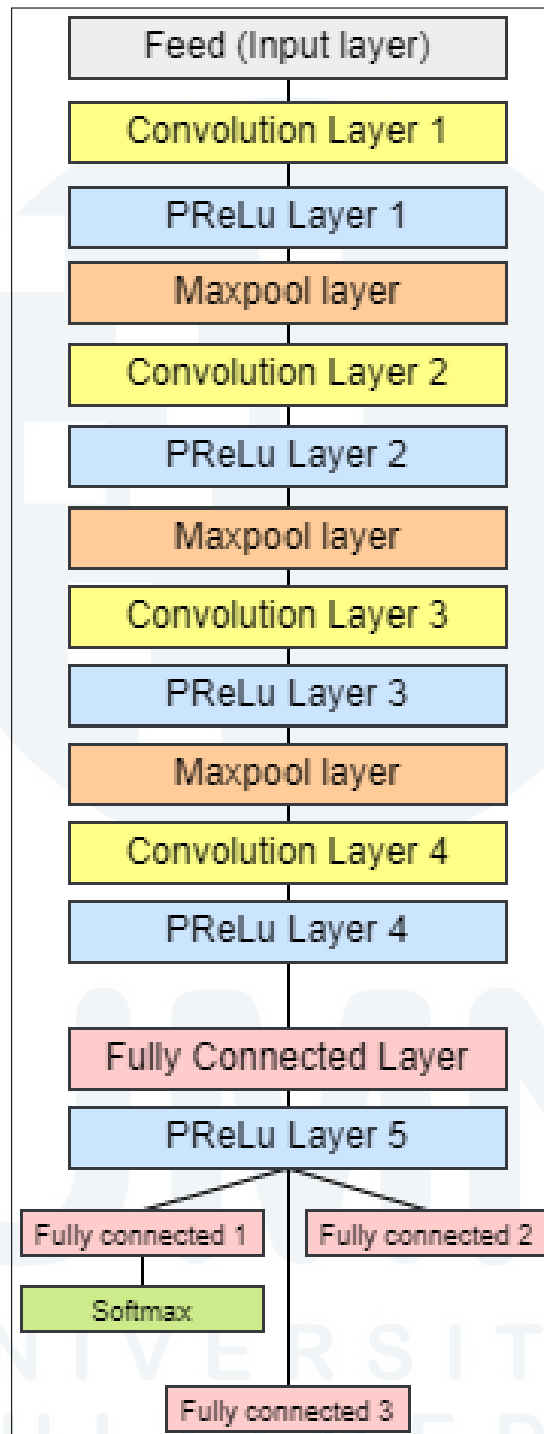 Feed (Input layer)
Convolution Layer 1
PReLu Layer 1
Maxpool layer
Convolution Layer 2
PReLu Layer 2
Maxpool layer
Convolution Layer 3
PReLu Layer 3
Maxpool layer
Convolution Layer 4
PReLu Layer 4
Fully Connected Layer
PReLu Layer 5
Fully connected 1
Fully connected 2
Softmax
Fully connected 3